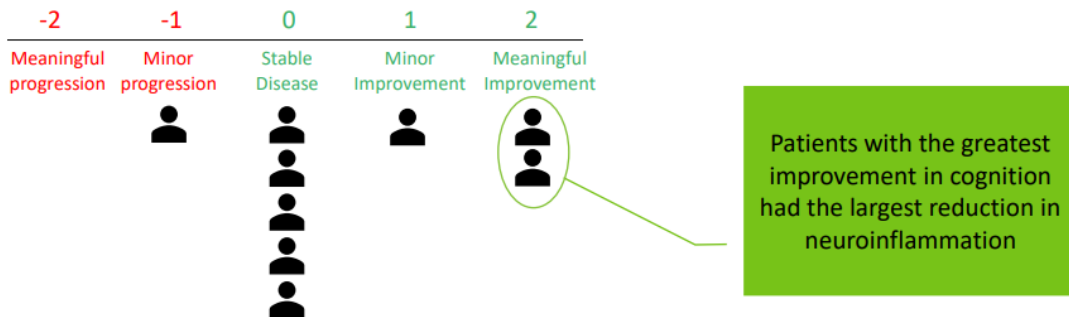 -2 -1 0 1 2
Meaningful Minor Stable Minor Meaningful
progression progression Disease Improvement Improvement
Patients with the greatest
improvement in cognition
had the largest reduction in
neuroinflammation